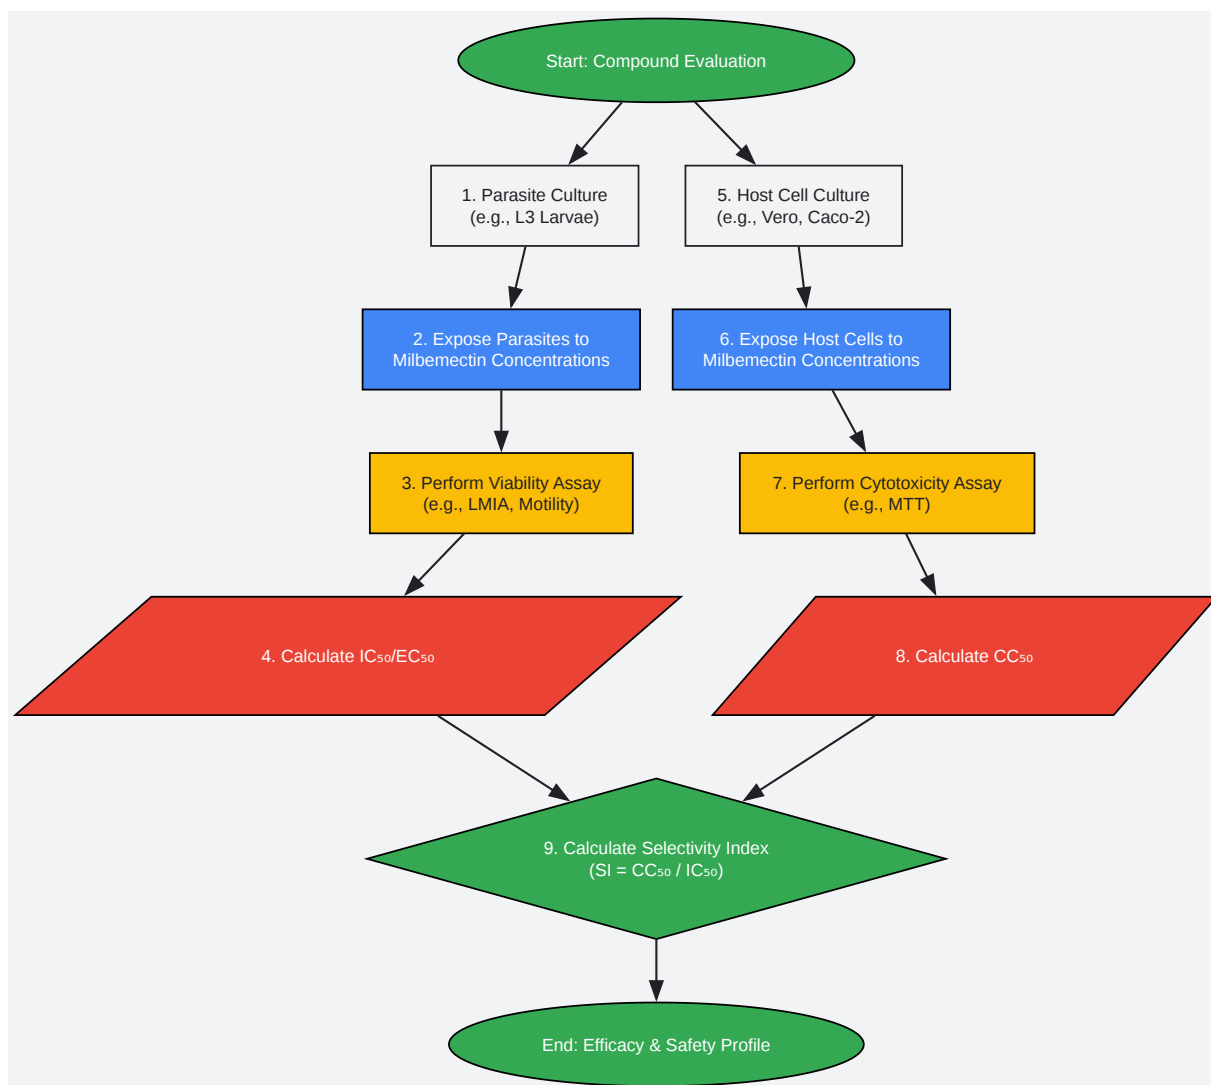 Start: Compound Evaluation
1. Parasite Culture
(e.g., L3 Larvae)
5. Host Cell Culture
(e.g., Vero, Caco-2)
2. Expose Parasites to
Milbemectin Concentrations
6. Expose Host Cells to
Milbemectin Concentrations
3. Perform Viability Assay
(e.g., LMIA, Motility)
7. Perform Cytotoxicity Assay
(e.g., MTT)
4. Calculate IC₅₀/EC₅₀
8. Calculate CC₅₀
9. Calculate Selectivity Index
(SI = CC₅₀ / IC₅₀)
End: Efficacy & Safety Profile